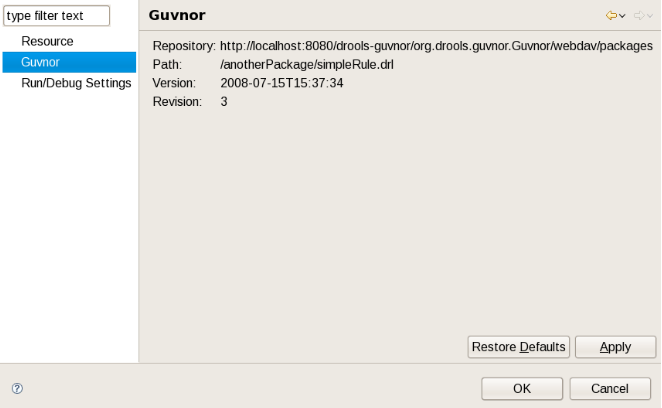 type filter text
Resource
Guvnor
Run/Debug Settings
Guvnor
Repository: http://localhost:8080/drools-guvnor/org.drools.guvnor.Guvnor/webdav/packages
Path: /anotherPackage/simpleRule.drl
Version: 2008-07-15T15:37:34
Revision: 3
Restore Defaults Apply
?
OK Cancel